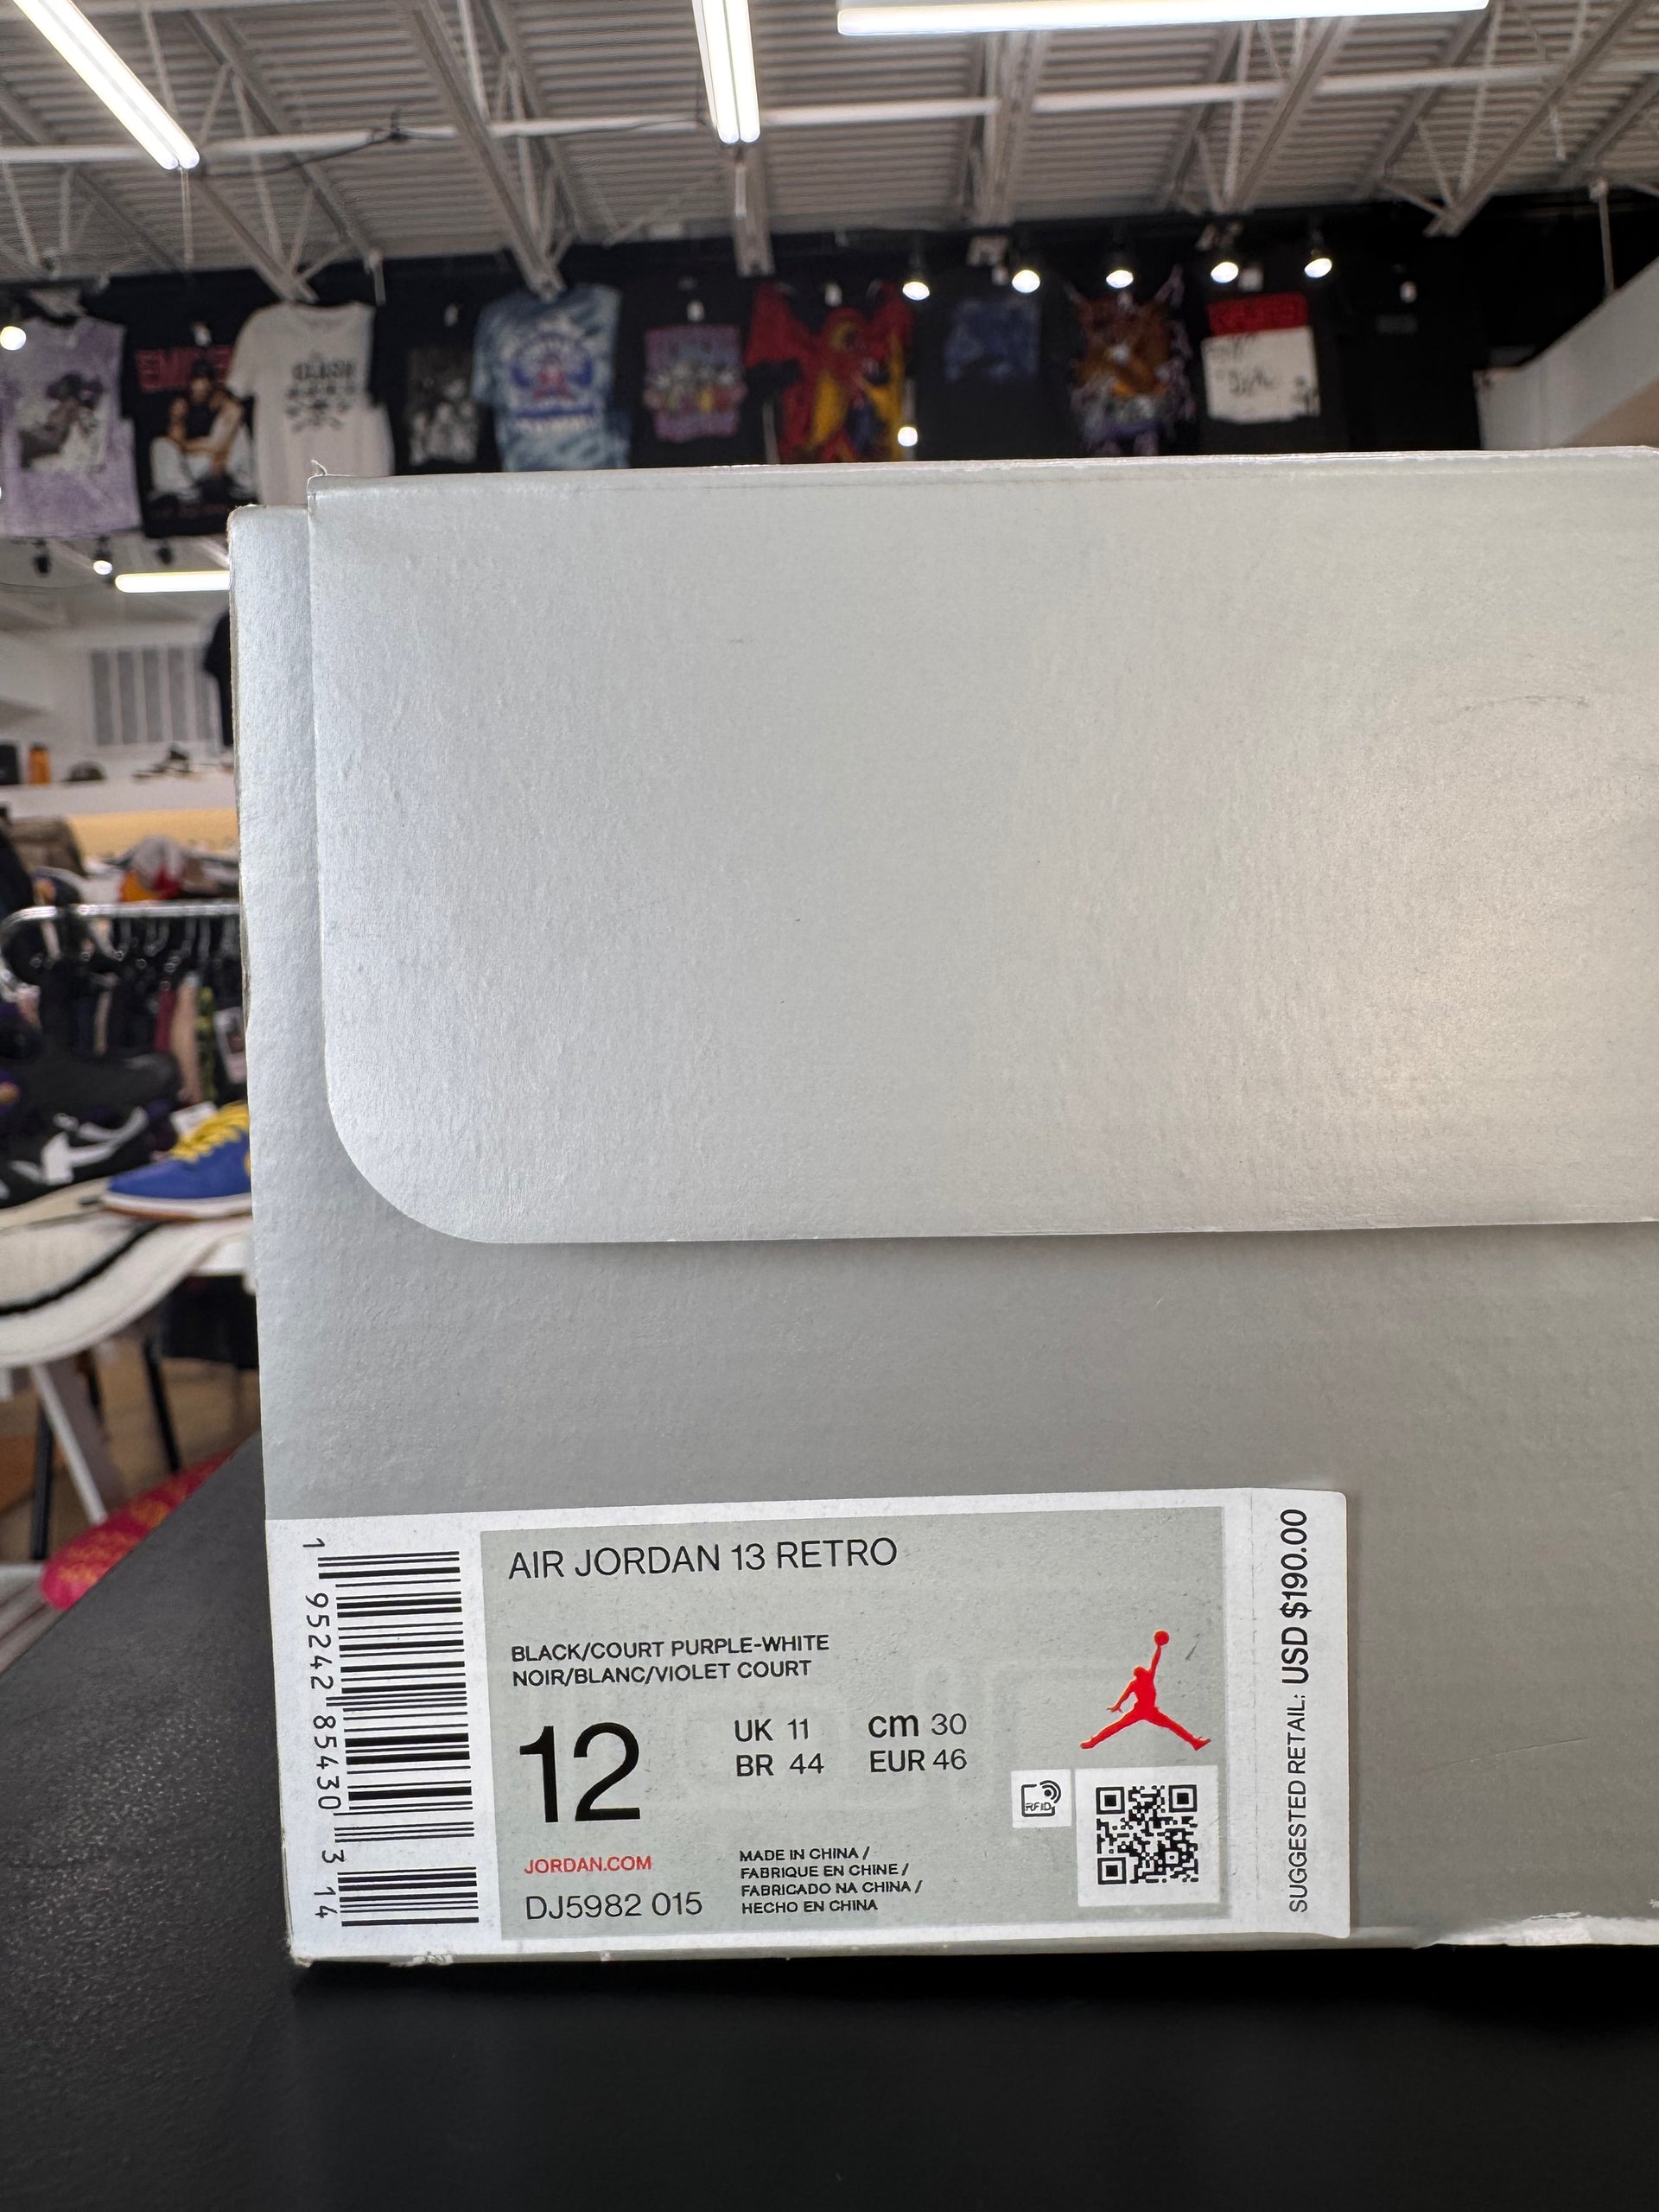 EMINEM
AIR JORDAN 13 RETRO
BLACK/COURT PURPLE-WHITE
NOIR/BLANC/VIOLET COURT
12
UK 11 cm 30
BR 44 EUR 46
JORDAN.COM
DJ5982 015
MADE IN CHINA /
FABRIQUE EN CHINE /
FABRICADO NA CHINA /
HECHO EN CHINA
RFID
SUGGESTED RETAIL: USD $190.00
1 95242 85430 3 14